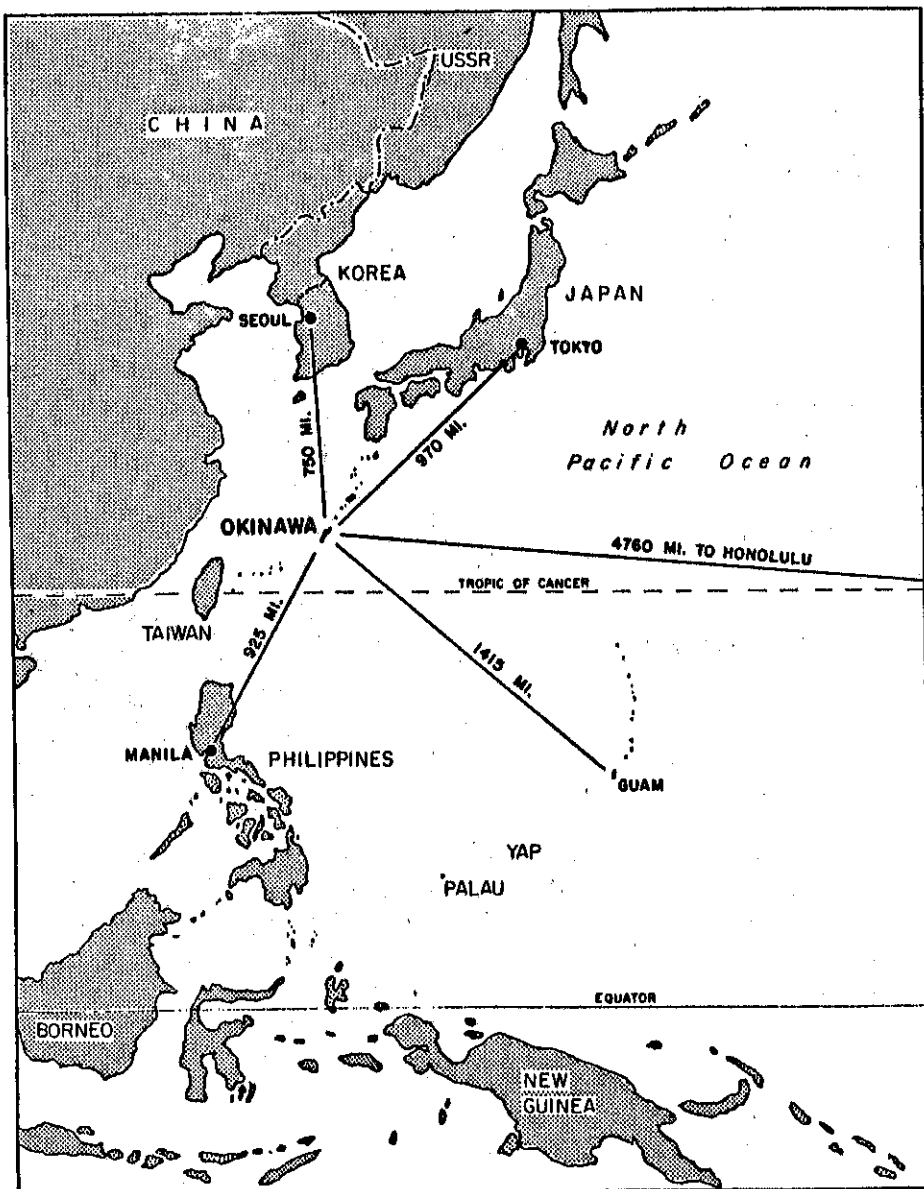 USSR
CHINA
KOREA
JAPAN
SEOUL
TOKYO
750 MI.
970 MI.
North
Pacific Ocean
OKINAWA
4760 MI. TO HONOLULU
TROPIC OF CANCER
TAIWAN
925 MI.
1415 MI.
MANILA
PHILIPPINES
GUAM
YAP
PALAU
EQUATOR
BORNEO
NEW
GUINEA